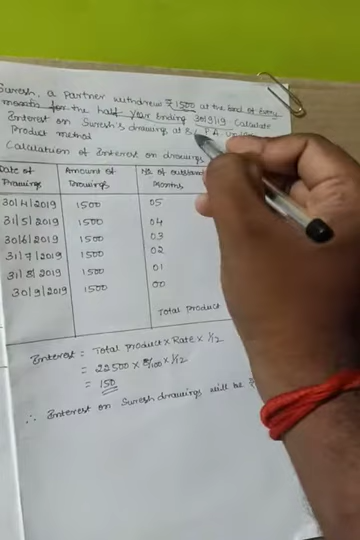 Suresh, a Partner withdrew ₹1500 at the End of Every
month for the half year Ending 30/9/19 Calculate
Interest on Suresh's drawing at 8% P.A under
Product method
Calculation of Interest on drawings
Date of Drawings Amount of Drawings No. of outstand Months
30/4/2019 1500 05
31/5/2019 1500 04
30/6/2019 1500 03
31/7/2019 1500 02
31/8/2019 1500 01
30/9/2019 1500 00
Total product
Interest = Total product × Rate × 1/12
= 22500 × 8/100 × 1/12
= 150
∴ Interest on Suresh drawings will be